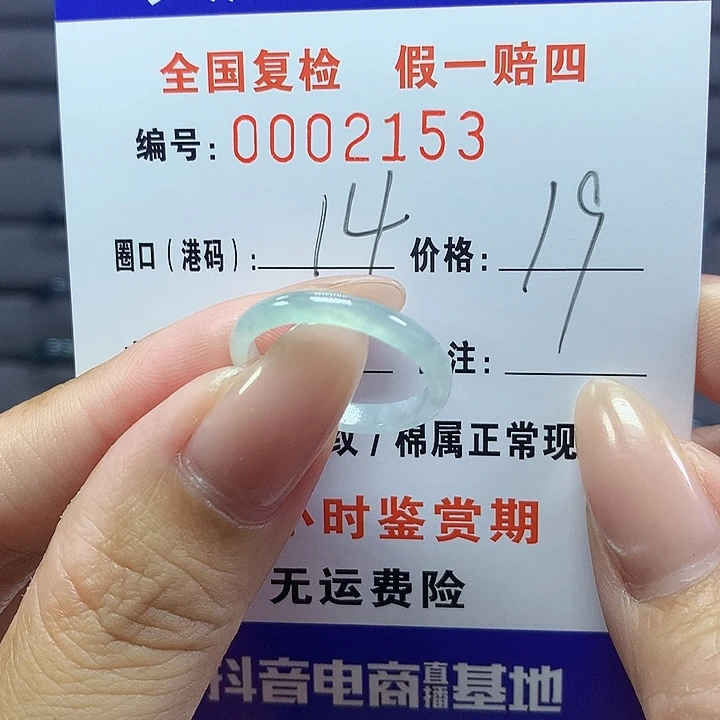 全国复检 假一赔四
编号: 0002153
圈口(港码): 14 价格: 19
注:
纹/棉属正常现
小时鉴赏期
无运费险
抖音电商直播基地